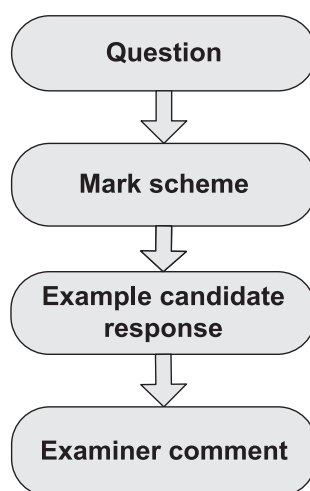 Question
Mark scheme
Example candidate
response
Examiner comment